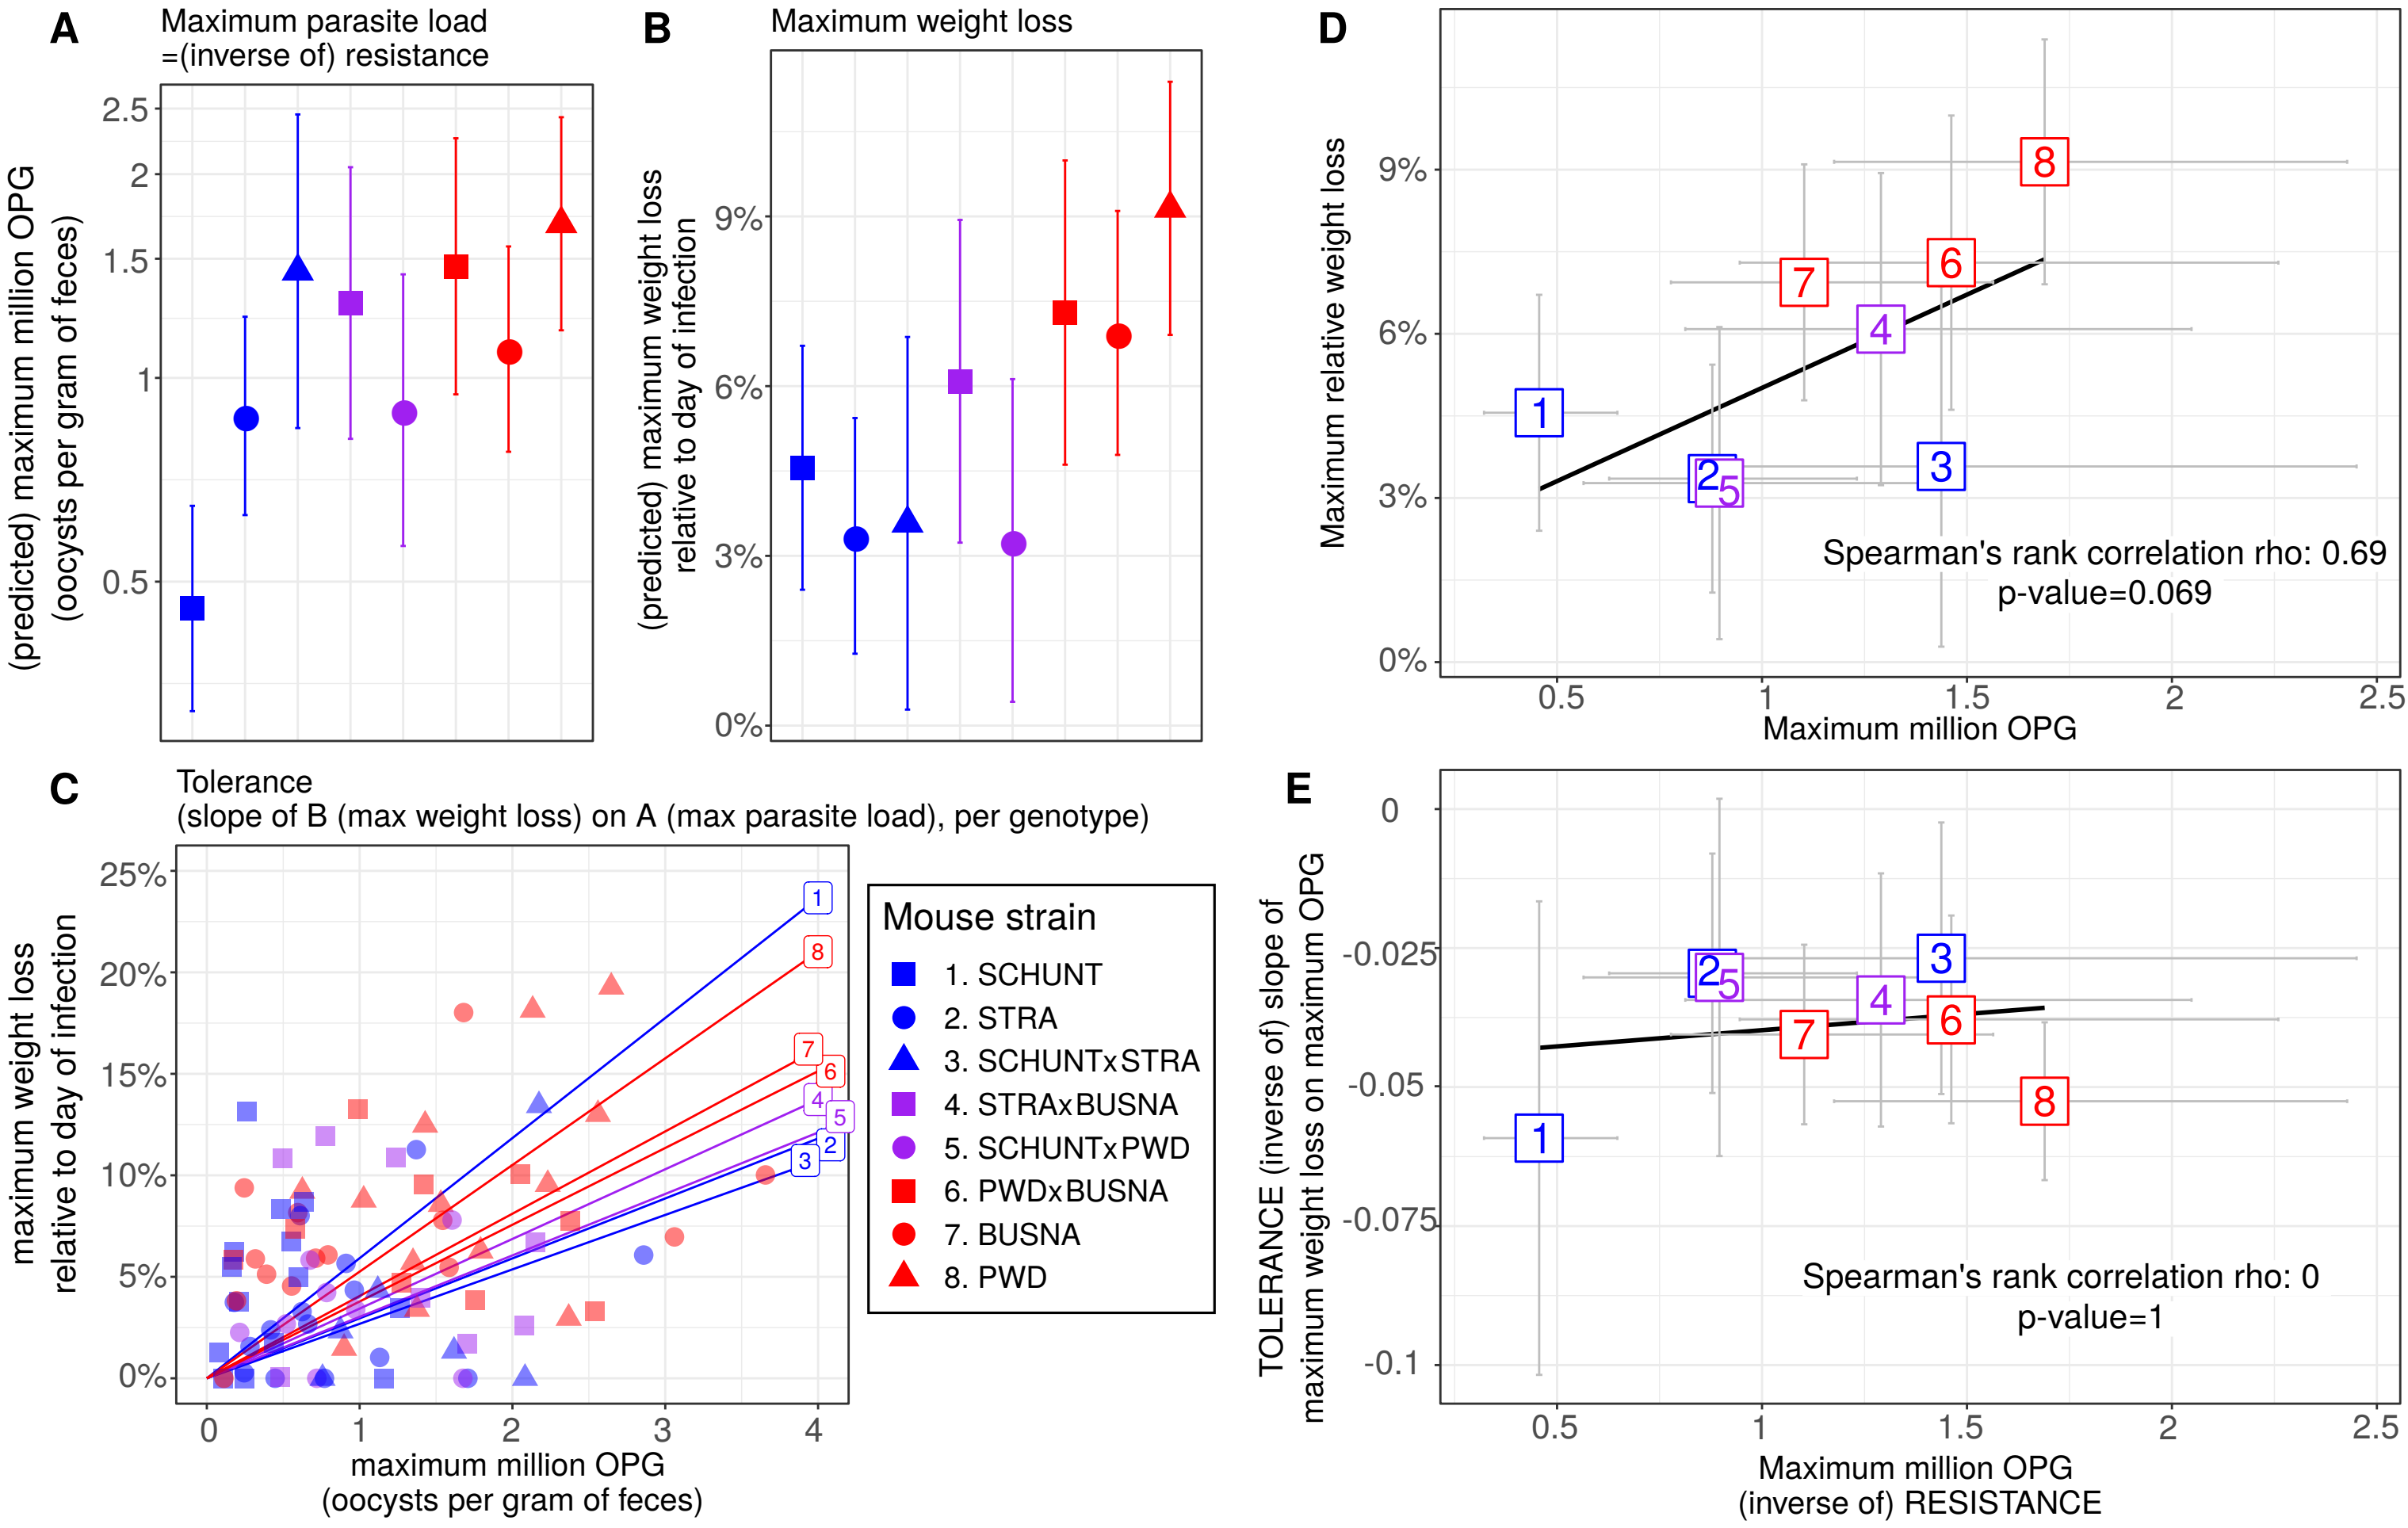 A
Maximum parasite load
=(inverse of) resistance
(predicted) maximum million OPG
(oocysts per gram of feces)
2.5
2
1.5
1
0.5
B
Maximum weight loss
(predicted) maximum weight loss
relative to day of infection
9%
6%
3%
0%
D
Maximum relative weight loss
9%
6%
3%
0%
1
2
5
7
4
6
3
8
Spearman's rank correlation rho: 0.69
p-value=0.069
0.5
1
1.5
2
2.5
Maximum million OPG
C
Tolerance
(slope of B (max weight loss) on A (max parasite load), per genotype)
maximum weight loss
relative to day of infection
25%
20%
15%
10%
5%
0%
1
8
7
6
4
5
2
3
0
1
2
3
4
maximum million OPG
(oocysts per gram of feces)
Mouse strain
1. SCHUNT
2. STRA
3. SCHUNTxSTRA
4. STRAxBUSNA
5. SCHUNTxPWD
6. PWDxBUSNA
7. BUSNA
8. PWD
E
TOLERANCE (inverse of) slope of
maximum weight loss on maximum OPG
0
-0.025
-0.05
-0.075
-0.1
1
2
5
7
4
3
6
8
Spearman's rank correlation rho: 0
p-value=1
0.5
1
1.5
2
2.5
Maximum million OPG
(inverse of) RESISTANCE